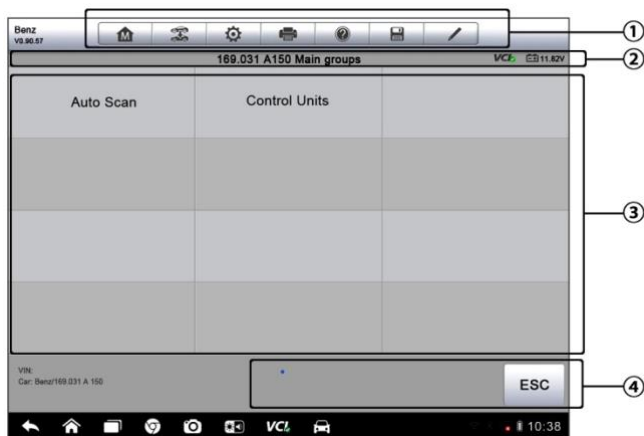 Benz
V3.90.57
M
①
169.031 A150 Main groups
VCI
11.82V
②
Auto Scan
Control Units
③
VIN:
Car: Benz/169.031 A 150
ESC
④
VCI
10:38